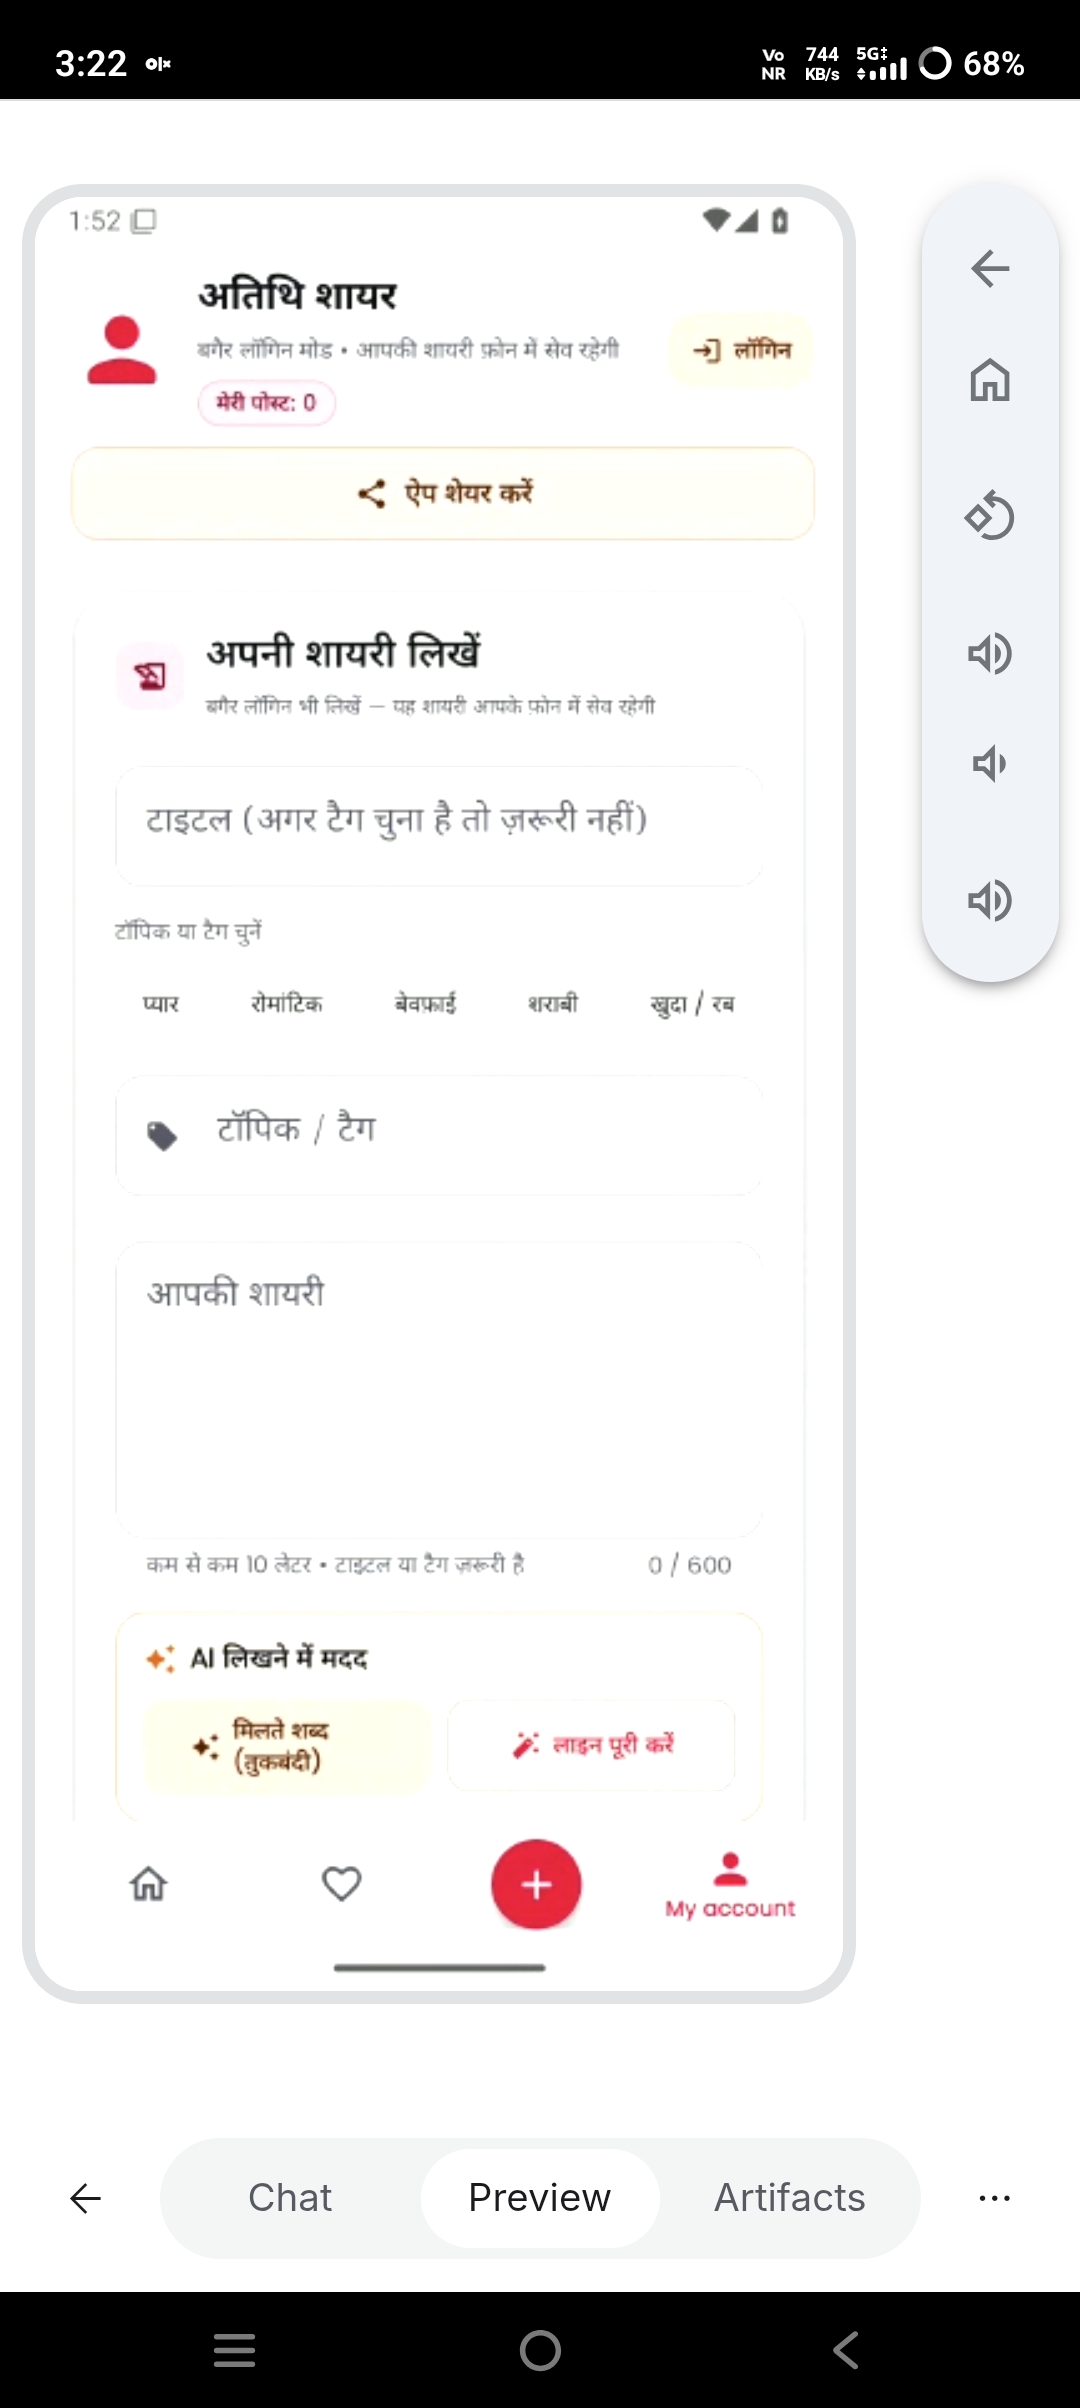 3:22 olx
Vo NR 744 KB/s 5G 68%
1:52
अतिथि शायर
बगैर लॉगिन मोड • आपकी शायरी फ़ोन में सेव रहेगी
लॉगिन
मेरी पोस्ट: 0
ऐप शेयर करें
अपनी शायरी लिखें
बगैर लॉगिन भी लिखें — यह शायरी आपके फ़ोन में सेव रहेगी
टाइटल (अगर टैग चुना है तो ज़रूरी नहीं)
टॉपिक या टैग चुनें
प्यार रोमांटिक बेवफ़ाई शराबी खुदा / रब
टॉपिक / टैग
आपकी शायरी
कम से कम 10 लेटर • टाइटल या टैग ज़रूरी है 0 / 600
AI लिखने में मदद
मिलते शब्द
(तुकबंदी)
लाइन पूरी करें
My account
Chat Preview Artifacts